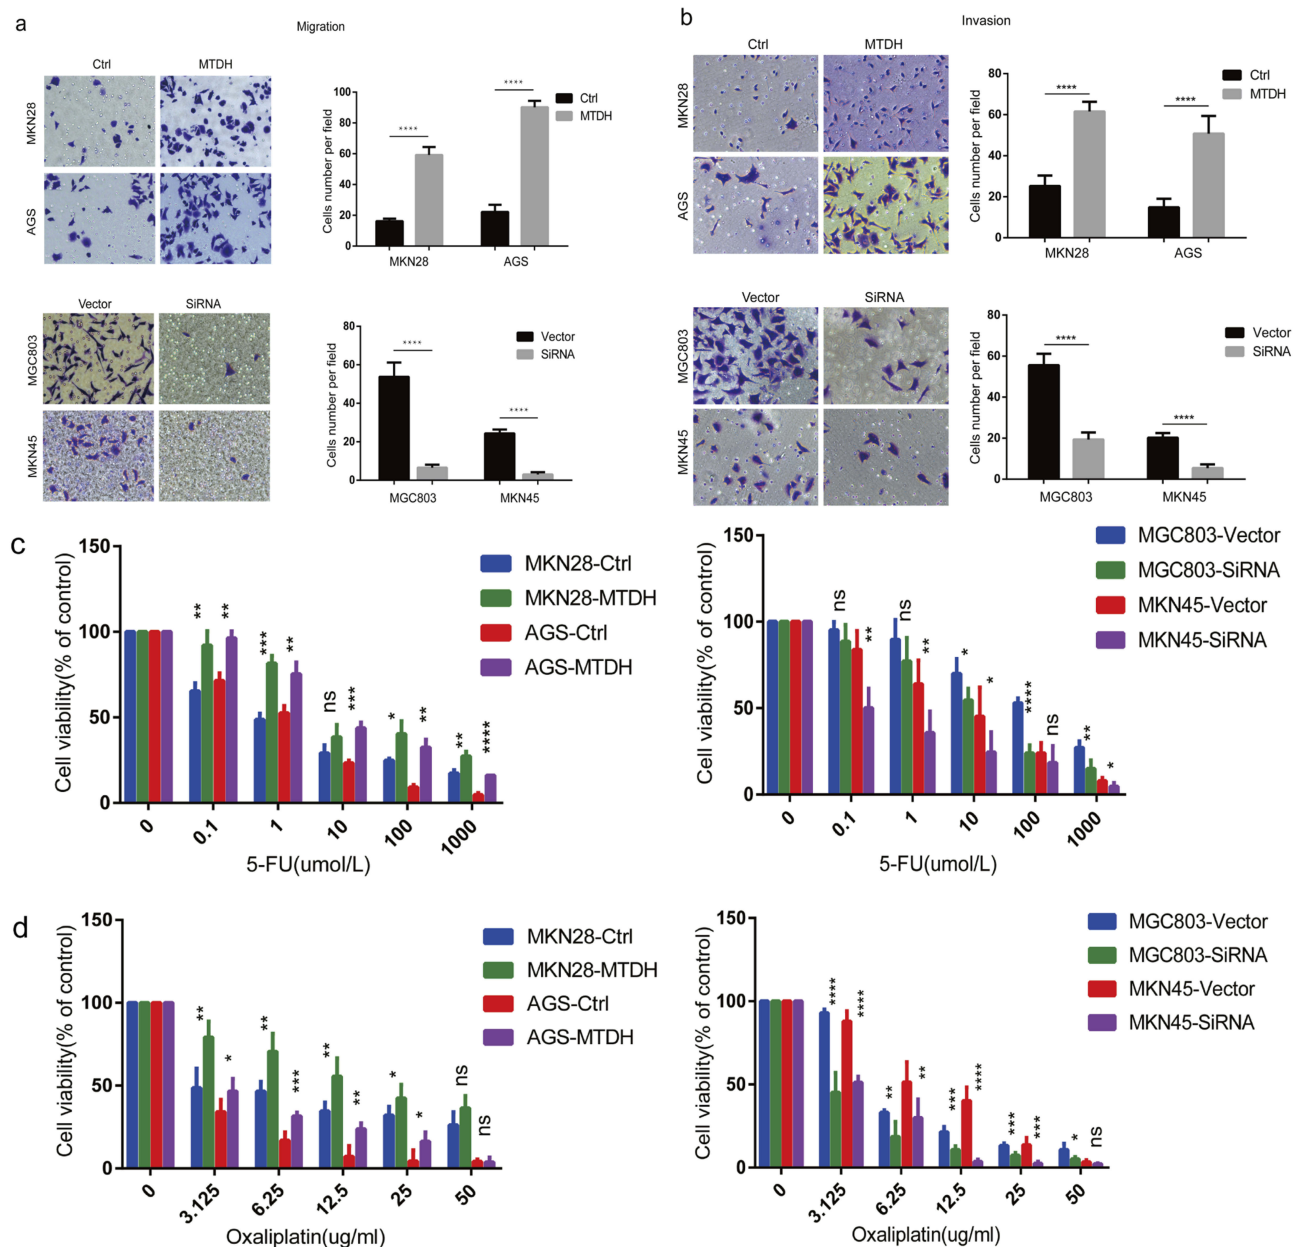 a
Migration
Ctrl MTDH
MKN28
AGS
Cells number per field
100
80
60
40
20
0
****
****
Ctrl
MTDH
MKN28 AGS
Vector SiRNA
MGC803
MKN45
Cells number per field
80
60
40
20
0
****
****
Vector
SiRNA
MGC803 MKN45
b
Invasion
Ctrl MTDH
MKN28
AGS
Cells number per field
80
60
40
20
0
****
****
Ctrl
MTDH
MKN28 AGS
Vector SiRNA
MGC803
MKN45
Cells number per field
80
60
40
20
0
****
****
Vector
SiRNA
MGC803 MKN45
c
Cell viability(% of control)
150
100
50
0
** ** *** ** ns *** * ** ** ****
MKN28-Ctrl
MKN28-MTDH
AGS-Ctrl
AGS-MTDH
0 0.1 1 10 100 1000
5-FU(umol/L)
Cell viability(% of control)
150
100
50
0
ns ** ns ** * * **** ns ** *
MGC803-Vector
MGC803-SiRNA
MKN45-Vector
MKN45-SiRNA
0 0.1 1 10 100 1000
5-FU(umol/L)
d
Cell viability(% of control)
150
100
50
0
** * ** *** ** ** * * ns ns
MKN28-Ctrl
MKN28-MTDH
AGS-Ctrl
AGS-MTDH
0 3.125 6.25 12.5 25 50
Oxaliplatin(ug/ml)
Cell viability(% of control)
150
100
50
0
**** **** ** ** *** **** *** *** * ns
MGC803-Vector
MGC803-SiRNA
MKN45-Vector
MKN45-SiRNA
0 3.125 6.25 12.5 25 50
Oxaliplatin(ug/ml)